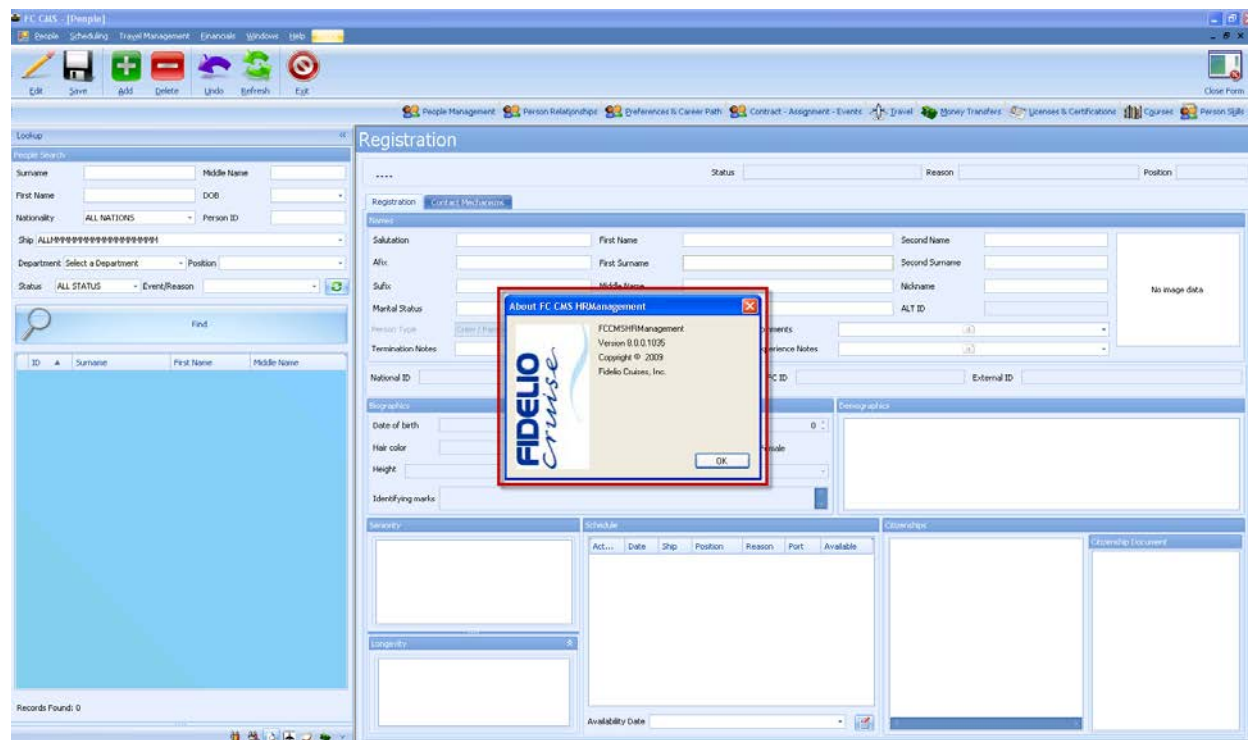 FC CMS - [People]
People Scheduling Travel Management Financials Windows Help
Edit Save Add Delete Undo Refresh Exit
Close Form
People Management Person Relationships Preferences & Career Path Contract - Assignment - Events Travel Money Transfers Licenses & Certifications Courses Person Skills
Lookup
People Search
Surname Middle Name
First Name DOB
Nationality ALL NATIONS Person ID
Ship
Department Select a Department Position
Status ALL STATUS Event/Reason
Find
ID Surname First Name Middle Name
Records Found: 0
Registration
.... Status Reason Position
Registration Contact Mechanisms
Names
Salutation First Name Second Name
Afix First Surname Second Surname
Sufix Middle Name Nickname
No image data
Marital Status ALT ID
Person Type
Termination Notes
National ID External ID
About FC CMS HRManagement
FIDELIO
Cruise
FCCMSHRManagement
Version 8.0.0.1035
Copyright © 2009
Fidelio Cruises, Inc.
OK
Biographics Demographics
Date of birth 0
Hair color
Height
Identifying marks
Seniority Schedule Citizenships
Citizenship Document
Act... Date Ship Position Reason Port Available
Longevity
Availability Date